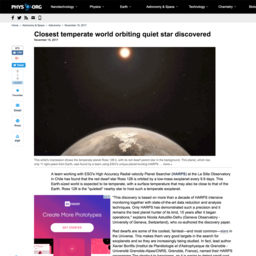 PHYS.ORG Nanotechnology Physics Earth Astronomy & Space Technology Chemistry
Home Astronomy & Space Astronomy November 15, 2017
Closest temperate world orbiting quiet star discovered
November 15, 2017
A team working with ESO's High Accuracy Radial velocity Planet Searcher (HARPS) at the La Silla Observatory
in Chile has found that the red dwarf star Ross 128 is orbited by a low-mass exoplanet every 9.9 days. This
Earth-sized world is expected to be temperate, with a surface temperature that may also be close to that of the
Earth. Ross 128 is the "quietest" nearby star to host such a temperate exoplanet.
"This discovery is based on more than a decade of HARPS intensive
monitoring together with state-of-the-art data reduction and analysis
techniques. Only HARPS has demonstrated such a precision and it
remains the best planet hunter of its kind, 15 years after it began
operations," explains Nicola Astudillo-Defru (Geneva Observatory -
University of Geneva, Switzerland), who co-authored the discovery paper.
Red dwarfs are some of the coolest, faintest—and most common—stars in
the Universe. This makes them very good targets in the search for
exoplanets and so they are increasingly being studied. In fact, lead author
Xavier Bonfils (Institut de Planétologie et d'Astrophysique de Grenoble -
Université Grenoble-Alpes/CNRS, Grenoble, France), named their HARPS
Create More
Prototypes